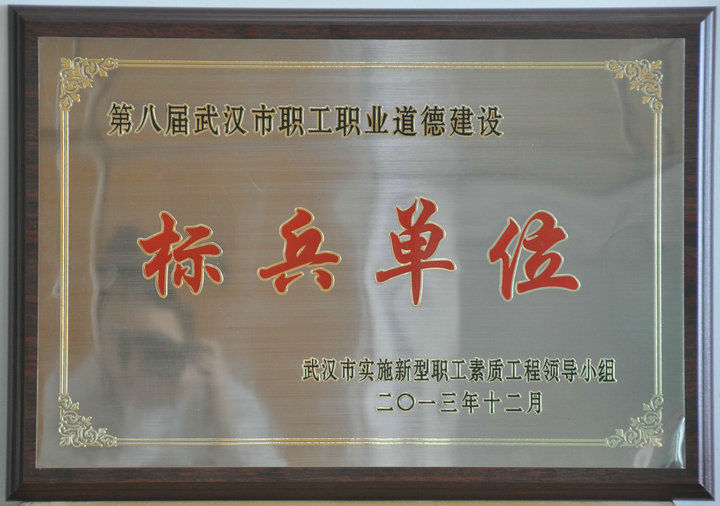 第八届武汉市职工职业道德建设
标兵单位
武汉市实施新型职工素质工程领导小组
二〇一三年十二月